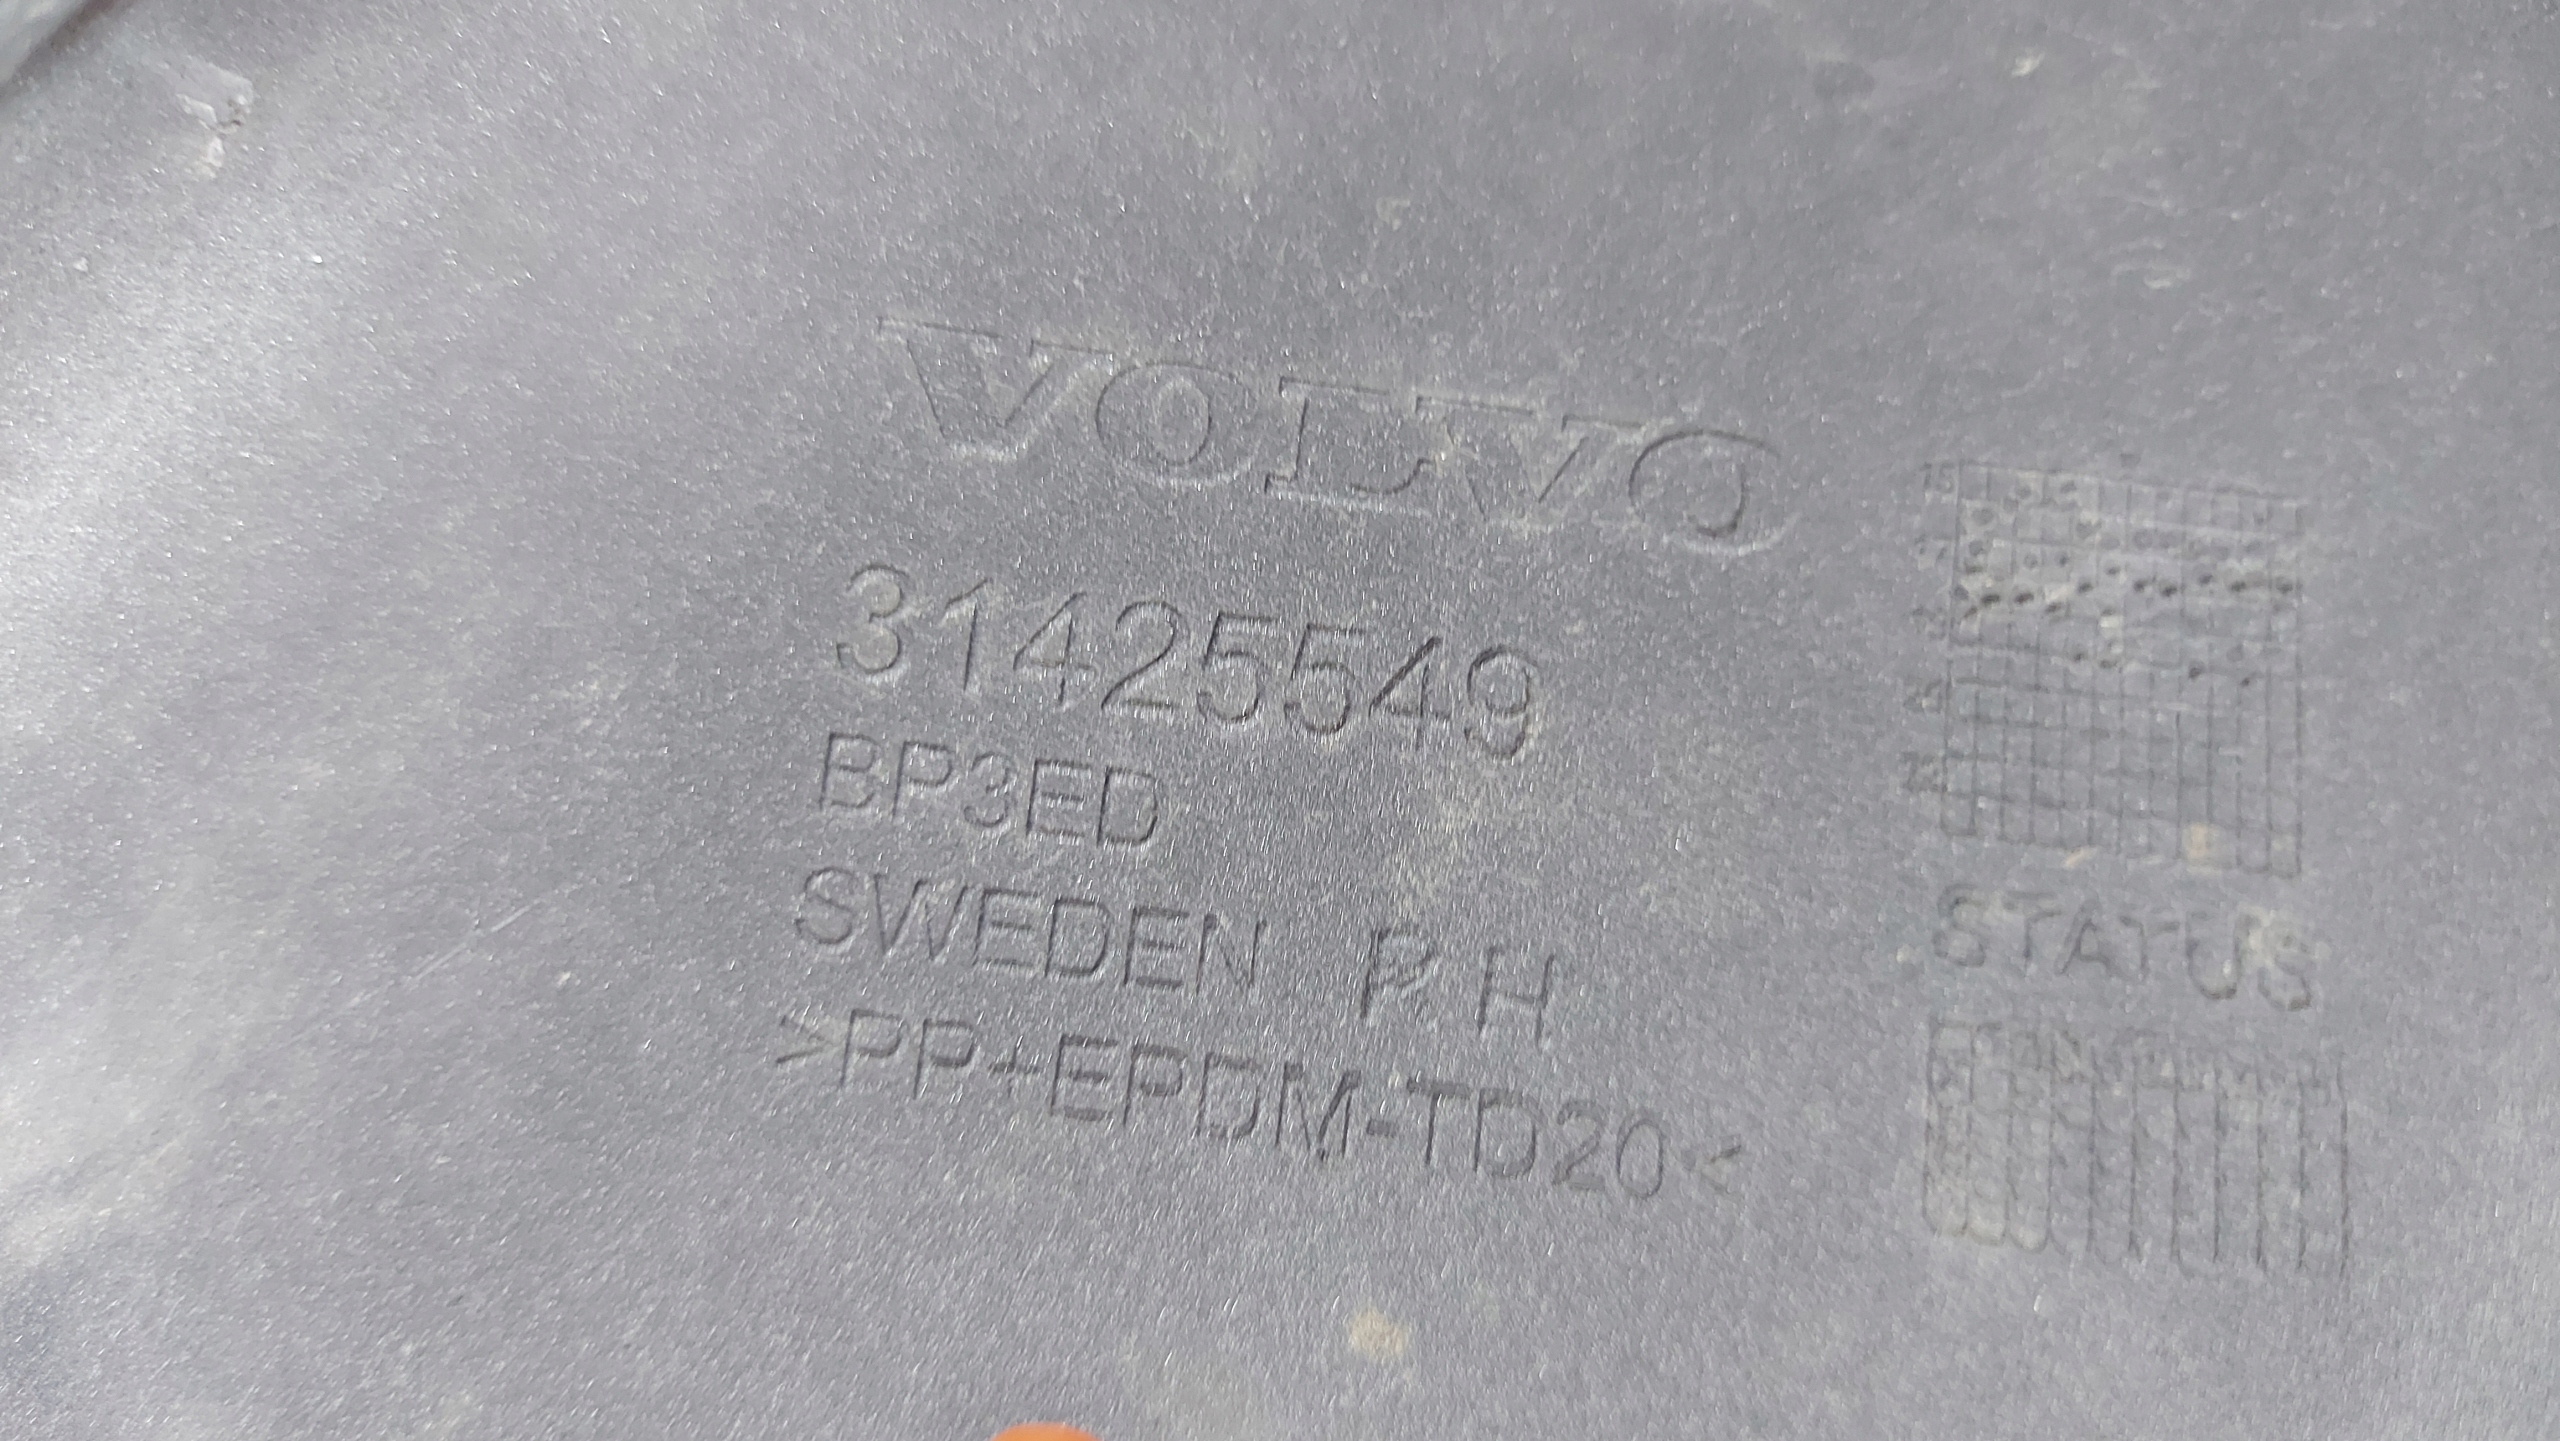 VOLVO
31425549
BP3ED
SWEDEN P H
>PP+EPDM-TD20<
STATUS